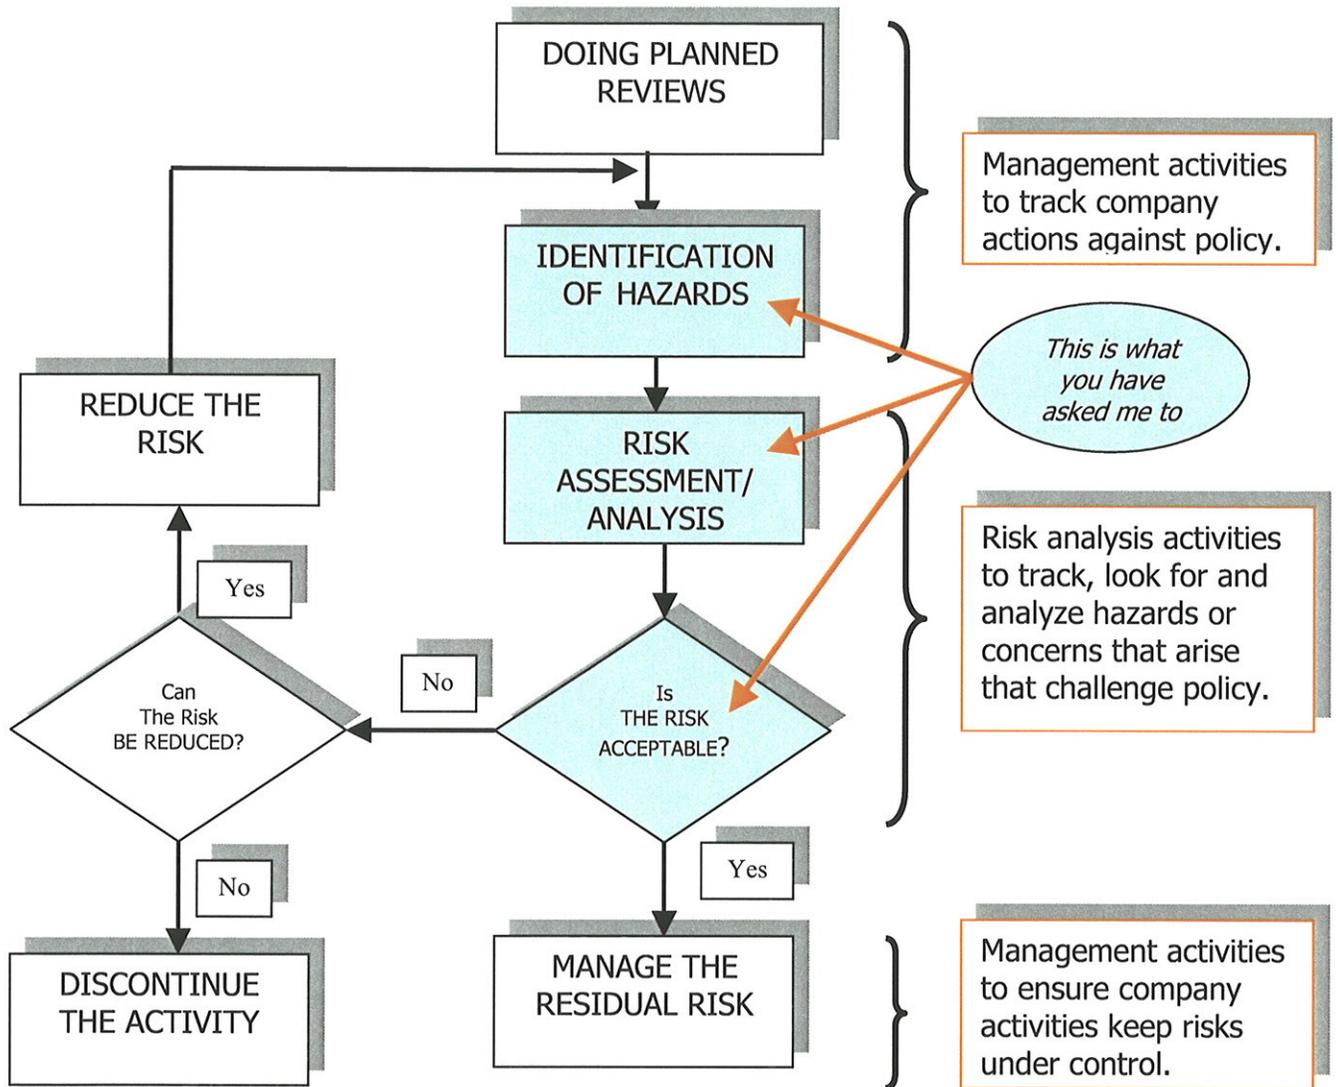 DOING PLANNED
REVIEWS
Management activities
to track company
actions against policy.
IDENTIFICATION
OF HAZARDS
This is what
you have
asked me to
REDUCE THE
RISK
RISK
ASSESSMENT/
ANALYSIS
Risk analysis activities
to track, look for and
analyze hazards or
concerns that arise
that challenge policy.
Yes
No
Can
The Risk
BE REDUCED?
Is
THE RISK
ACCEPTABLE?
No
Yes
DISCONTINUE
THE ACTIVITY
MANAGE THE
RESIDUAL RISK
Management activities
to ensure company
activities keep risks
under control.